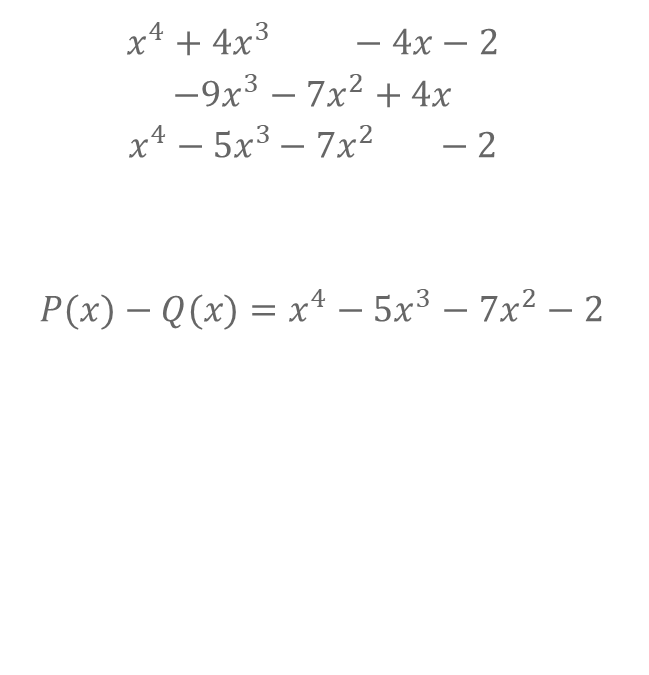 x⁴ + 4x³ − 4x − 2
−9x³ − 7x² + 4x
x⁴ − 5x³ − 7x² − 2
P(x) − Q(x) = x⁴ − 5x³ − 7x² − 2